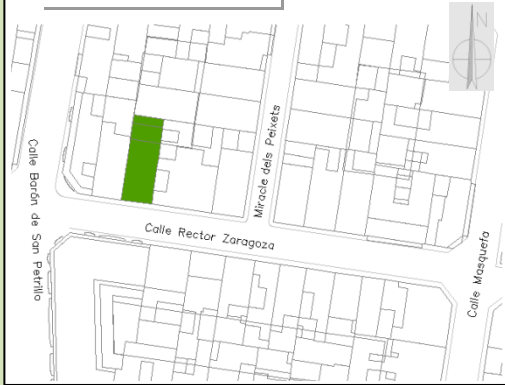 N
Calle Barón de San Petrillo
Miracle dels Peixets
Calle Rector Zaragoza
Calle Masquefa